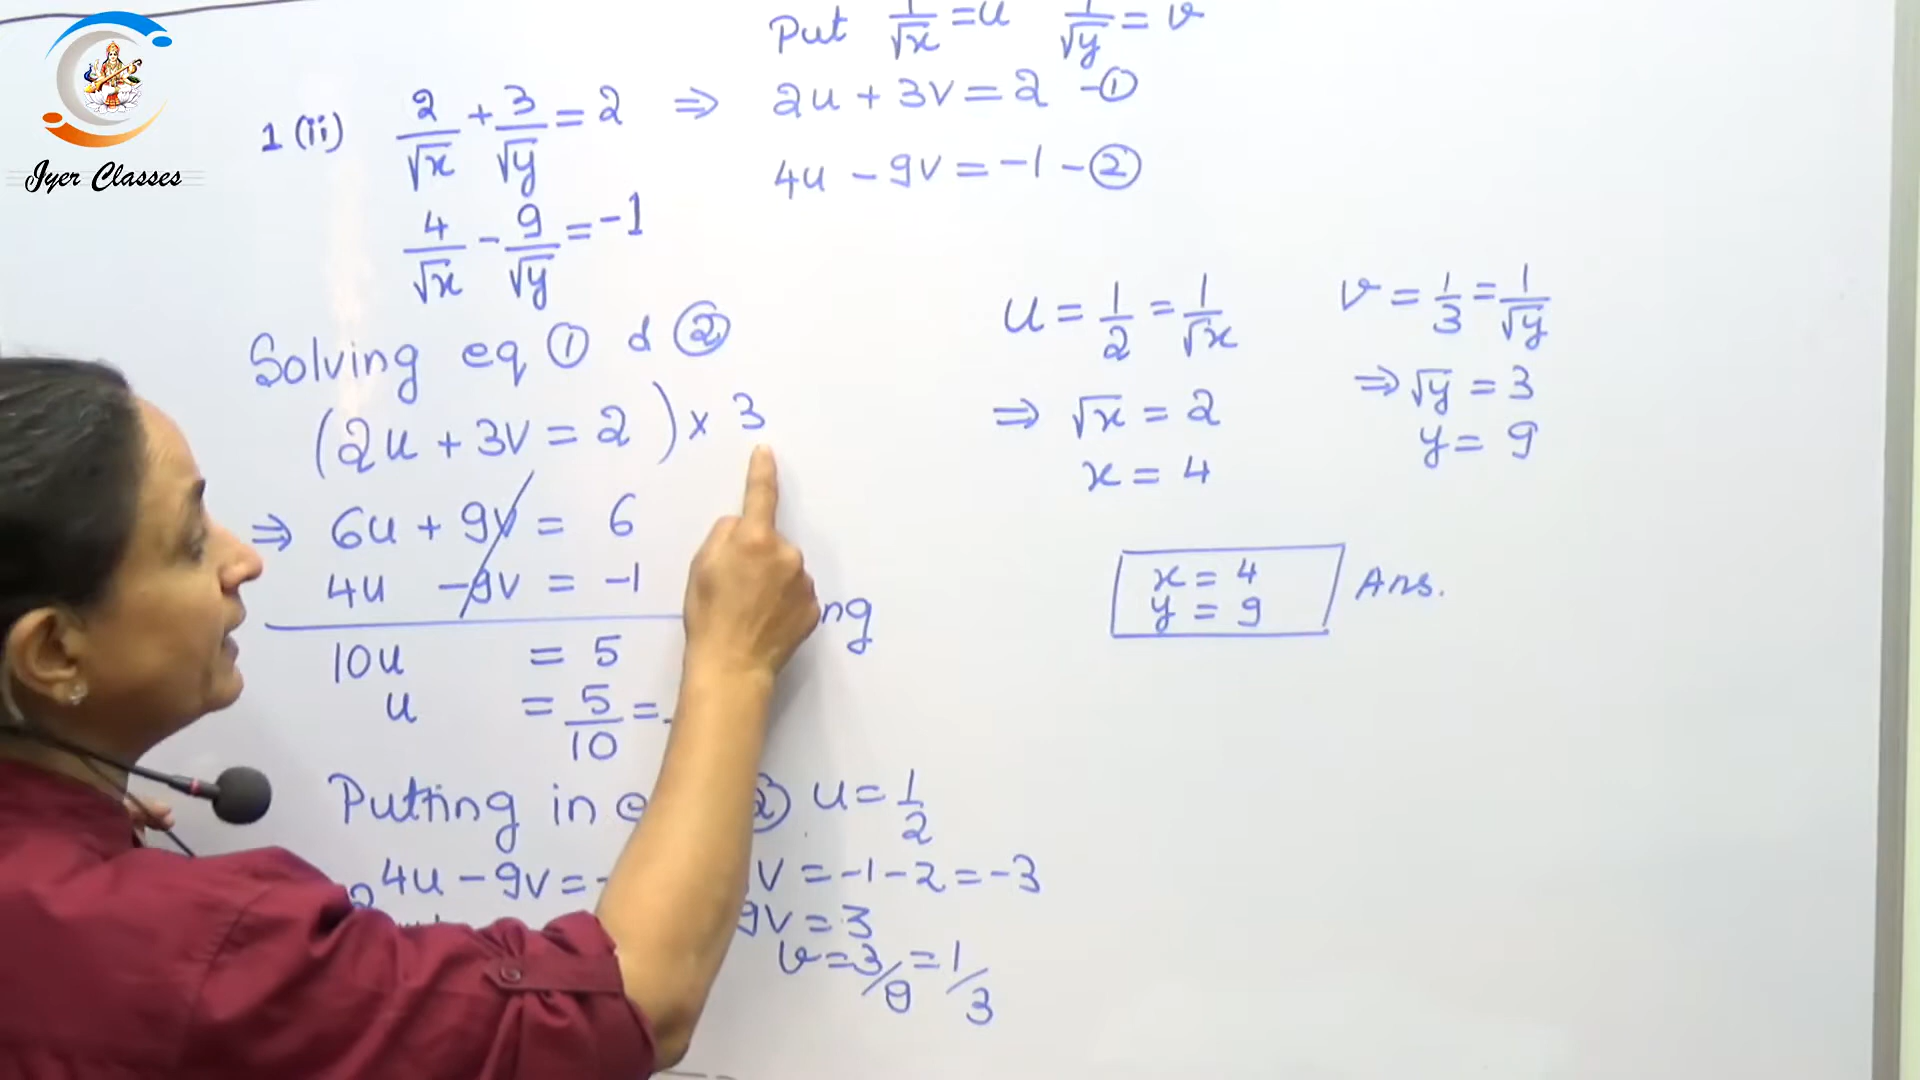 Iyer Classes
Put 1/√x = u 1/√y = v
1(ii) 2/√x + 3/√y = 2 ⇒ 2u + 3v = 2 -①
4/√x - 9/√y = -1
4u - 9v = -1 - ②
Solving eq ① & ②
(2u + 3v = 2) × 3
⇒ 6u + 9v = 6
4u - 9v = -1
10u = 5
u = 5/10 =
Putting in ② u = 1/2
4u - 9v =
v = -1 - 2 = -3
9v = 3
v = 3/9 = 1/3
u = 1/2 = 1/√x
⇒ √x = 2
x = 4
v = 1/3 = 1/√y
⇒ √y = 3
y = 9
x = 4
y = 9 Ans.